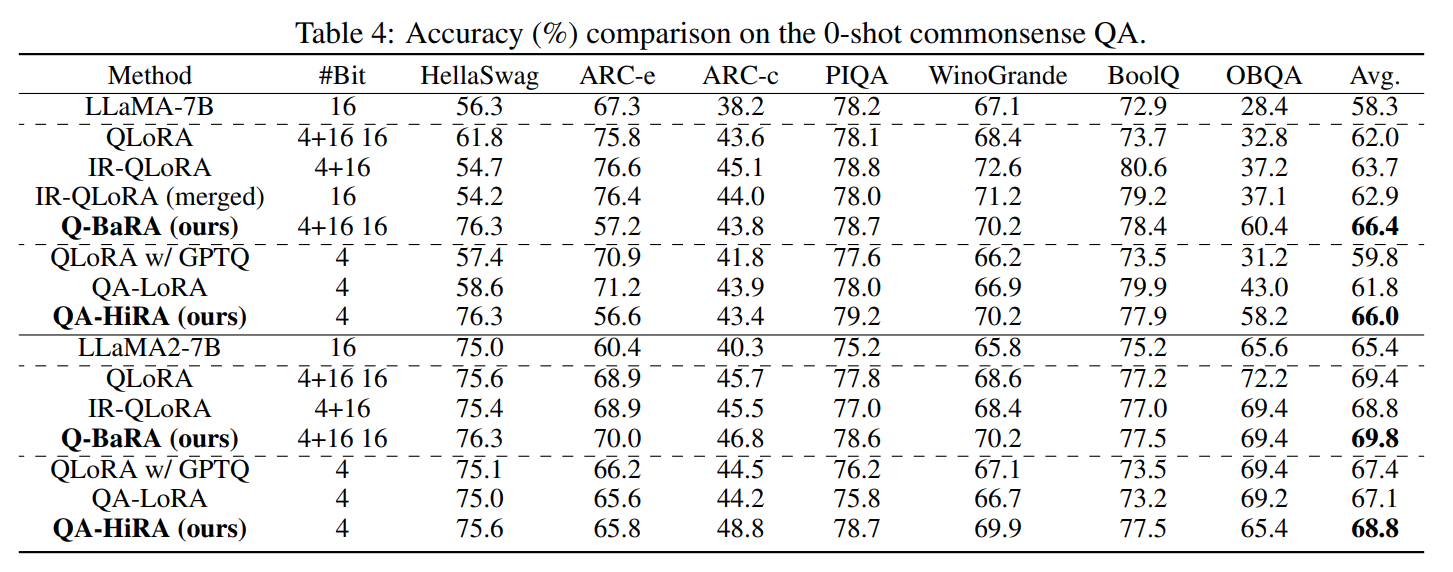 Table 4: Accuracy (%) comparison on the 0-shot commonsense QA.
Method #Bit HellaSwag ARC-e ARC-c PIQA WinoGrande BoolQ OBQA Avg.
LLaMA-7B 16 56.3 67.3 38.2 78.2 67.1 72.9 28.4 58.3
QLoRA 4+16 16 61.8 75.8 43.6 78.1 68.4 73.7 32.8 62.0
IR-QLoRA 4+16 54.7 76.6 45.1 78.8 72.6 80.6 37.2 63.7
IR-QLoRA (merged) 16 54.2 76.4 44.0 78.0 71.2 79.2 37.1 62.9
Q-BaRA (ours) 4+16 16 76.3 57.2 43.8 78.7 70.2 78.4 60.4 66.4
QLoRA w/ GPTQ 4 57.4 70.9 41.8 77.6 66.2 73.5 31.2 59.8
QA-LoRA 4 58.6 71.2 43.9 78.0 66.9 79.9 43.0 61.8
QA-HiRA (ours) 4 76.3 56.6 43.4 79.2 70.2 77.9 58.2 66.0
LLaMA2-7B 16 75.0 60.4 40.3 75.2 65.8 75.2 65.6 65.4
QLoRA 4+16 16 75.6 68.9 45.7 77.8 68.6 77.2 72.2 69.4
IR-QLoRA 4+16 75.4 68.9 45.5 77.0 68.4 77.0 69.4 68.8
Q-BaRA (ours) 4+16 16 76.3 70.0 46.8 78.6 70.2 77.5 69.4 69.8
QLoRA w/ GPTQ 4 75.1 66.2 44.5 76.2 67.1 73.5 69.4 67.4
QA-LoRA 4 75.0 65.6 44.2 75.8 66.7 73.2 69.2 67.1
QA-HiRA (ours) 4 75.6 65.8 48.8 78.7 69.9 77.5 65.4 68.8